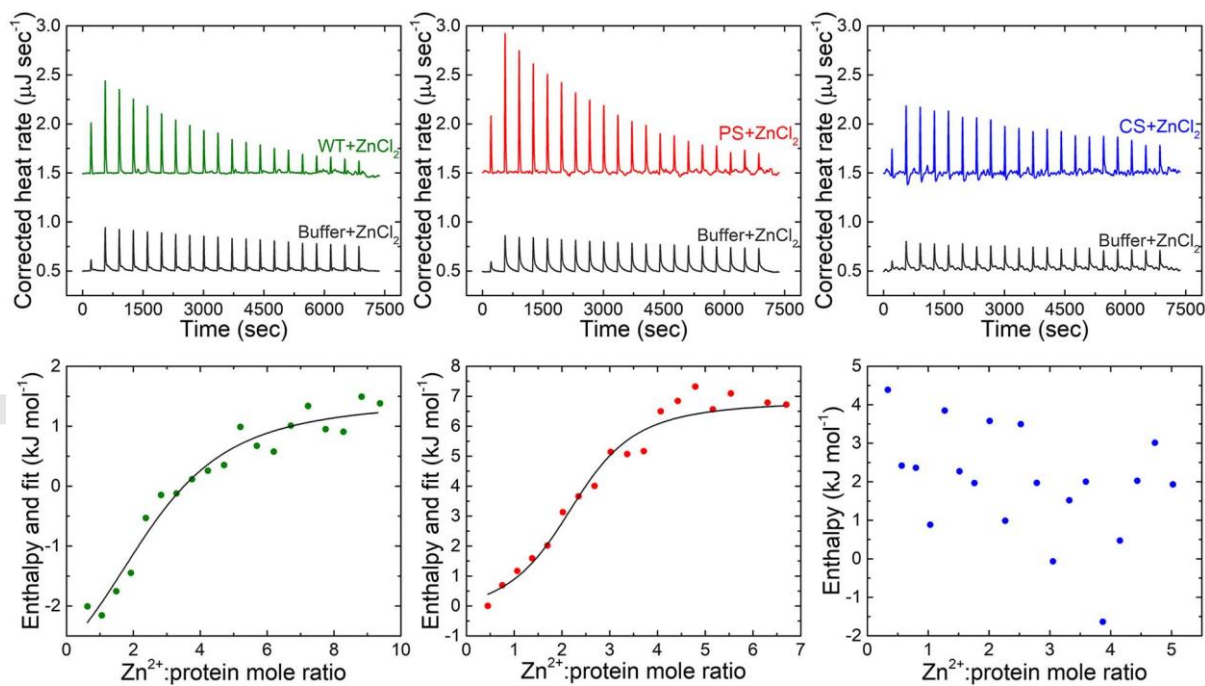 3.0
2.5
2.0
1.5
1.0
0.5
Corrected heat rate (µJ sec-1)
WT+ZnCl2
Buffer+ZnCl2
0 1500 3000 4500 6000 7500
Time (sec)
3.0
2.5
2.0
1.5
1.0
0.5
Corrected heat rate (µJ sec-1)
PS+ZnCl2
Buffer+ZnCl2
0 1500 3000 4500 6000 7500
Time (sec)
3.0
2.5
2.0
1.5
1.0
0.5
Corrected heat rate (µJ sec-1)
CS+ZnCl2
Buffer+ZnCl2
0 1500 3000 4500 6000 7500
Time (sec)
2
1
0
-1
-2
Enthalpy and fit (kJ mol-1)
0 2 4 6 8 10
Zn2+:protein mole ratio
8
7
6
5
4
3
2
1
0
-1
Enthalpy and fit (kJ mol-1)
0 1 2 3 4 5 6 7
Zn2+:protein mole ratio
5
4
3
2
1
0
-1
-2
Enthalpy (kJ mol-1)
0 1 2 3 4 5
Zn2+:protein mole ratio